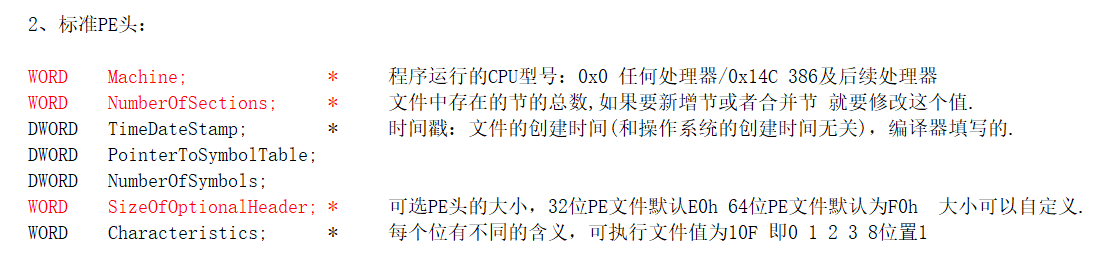 2、标准PE头：
WORD Machine; * 程序运行的CPU型号：0x0 任何处理器/0x14C 386及后续处理器
WORD NumberOfSections; * 文件中存在的节的总数,如果要新增节或者合并节 就要修改这个值.
DWORD TimeDateStamp; * 时间戳：文件的创建时间(和操作系统的创建时间无关)，编译器填写的.
DWORD PointerToSymbolTable;
DWORD NumberOfSymbols;
WORD SizeOfOptionalHeader; * 可选PE头的大小，32位PE文件默认E0h 64位PE文件默认为F0h 大小可以自定义.
WORD Characteristics; * 每个位有不同的含义，可执行文件值为10F 即0 1 2 3 8位置1